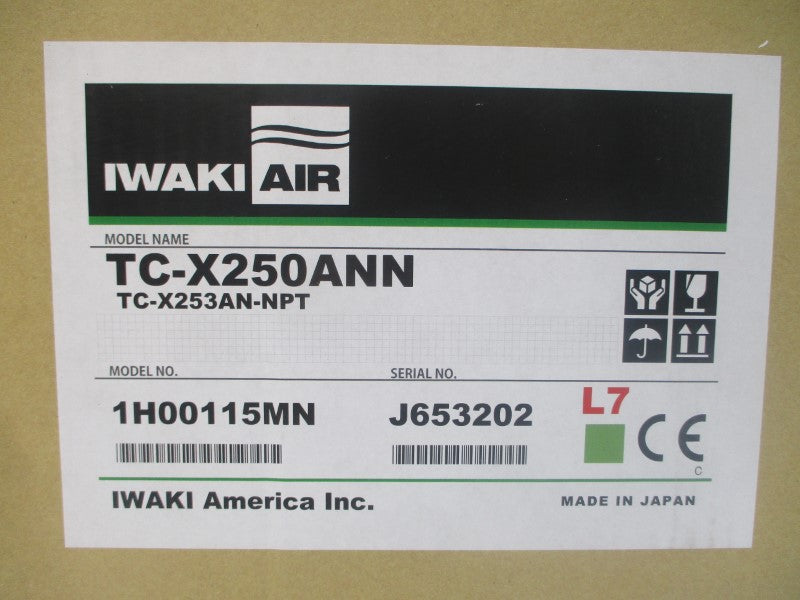 IWAKI AIR
MODEL NAME
TC-X250ANN
TC-X253AN-NPT
MODEL NO.
SERIAL NO.
1H00115MN
J653202
L7
CE
C
IWAKI America Inc.
MADE IN JAPAN